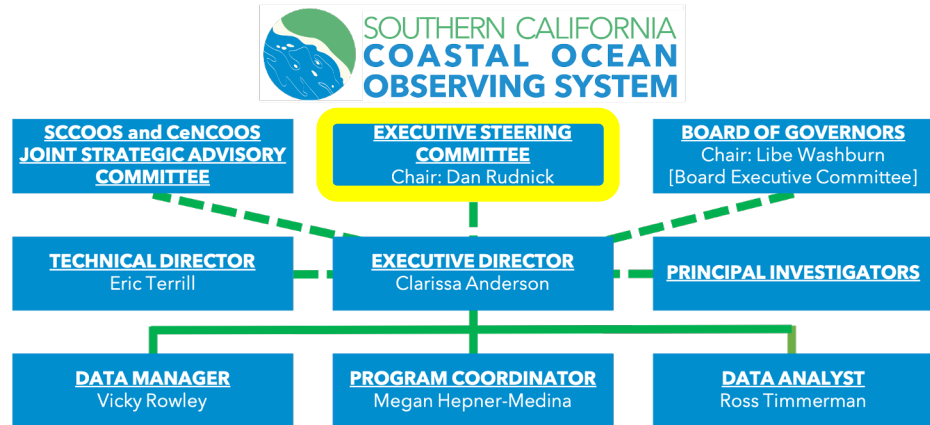 SOUTHERN CALIFORNIA
COASTAL OCEAN
OBSERVING SYSTEM
SCCOOS and CeNCOOS
JOINT STRATEGIC ADVISORY
COMMITTEE
EXECUTIVE STEERING
COMMITTEE
Chair: Dan Rudnick
BOARD OF GOVERNORS
Chair: Libe Washburn
[Board Executive Committee]
TECHNICAL DIRECTOR
Eric Terrill
EXECUTIVE DIRECTOR
Clarissa Anderson
PRINCIPAL INVESTIGATORS
DATA MANAGER
Vicky Rowley
PROGRAM COORDINATOR
Megan Hepner-Medina
DATA ANALYST
Ross Timmerman